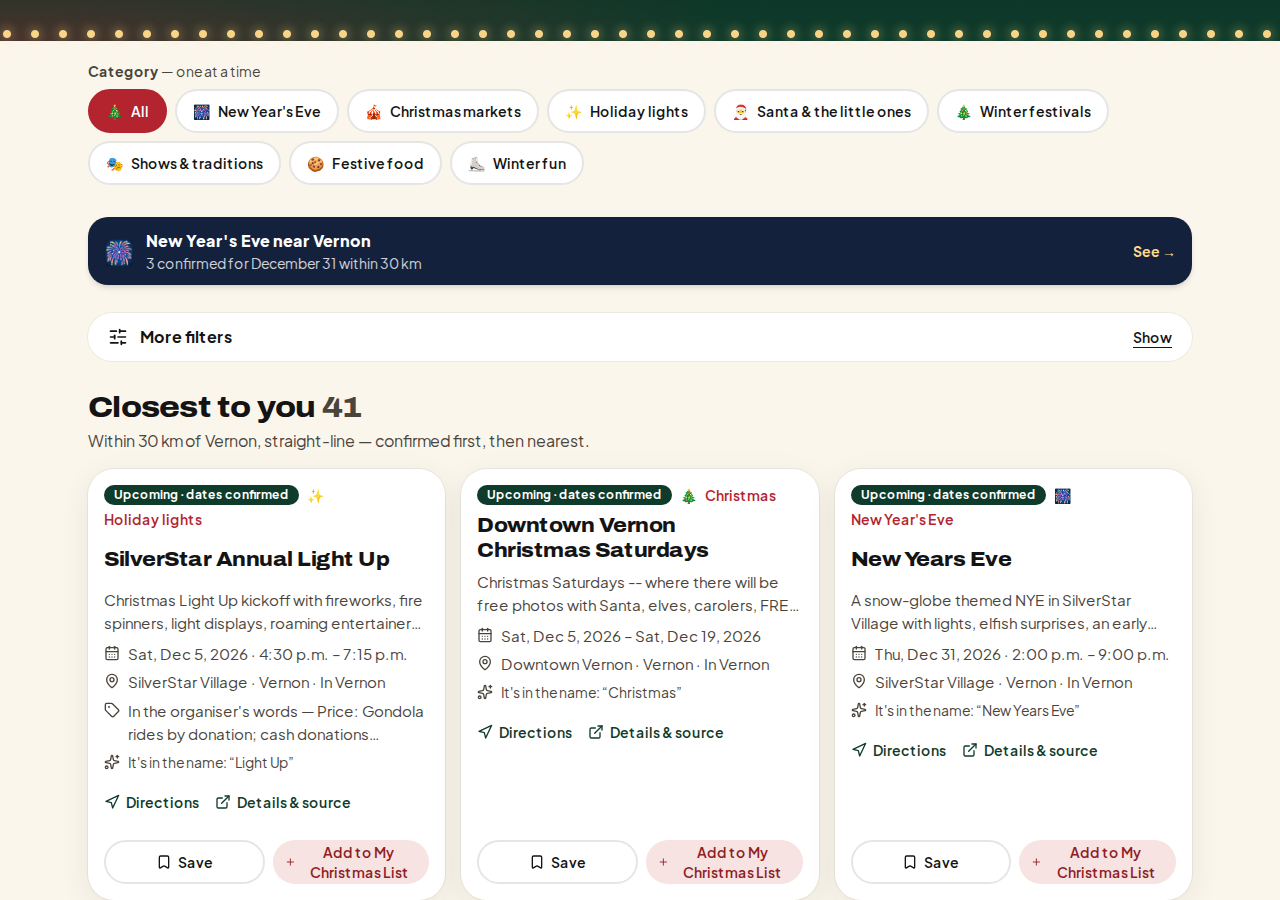 Category — one at a time
🎄 All
🎆 New Year's Eve
🎪 Christmas markets
✨ Holiday lights
🎅 Santa & the little ones
🎄 Winter festivals
🎭 Shows & traditions
🍪 Festive food
⛸️ Winter fun
New Year's Eve near Vernon
3 confirmed for December 31 within 30 km
See →
More filters
Show
Closest to you 41
Within 30 km of Vernon, straight-line — confirmed first, then nearest.
Upcoming · dates confirmed ✨
Holiday lights
SilverStar Annual Light Up
Christmas Light Up kickoff with fireworks, fire
spinners, light displays, roaming entertainer…
Sat, Dec 5, 2026 · 4:30 p.m. – 7:15 p.m.
SilverStar Village · Vernon · In Vernon
In the organiser's words — Price: Gondola
rides by donation; cash donations…
It's in the name: “Light Up”
Directions
Details & source
Save
+ Add to My
Christmas List
Upcoming · dates confirmed 🎄 Christmas
Downtown Vernon
Christmas Saturdays
Christmas Saturdays -- where there will be
free photos with Santa, elves, carolers, FRE…
Sat, Dec 5, 2026 – Sat, Dec 19, 2026
Downtown Vernon · Vernon · In Vernon
It's in the name: “Christmas”
Directions
Details & source
Save
+ Add to My
Christmas List
Upcoming · dates confirmed 🎆
New Year's Eve
New Years Eve
A snow-globe themed NYE in SilverStar
Village with lights, elfish surprises, an early…
Thu, Dec 31, 2026 · 2:00 p.m. – 9:00 p.m.
SilverStar Village · Vernon · In Vernon
It's in the name: “New Years Eve”
Directions
Details & source
Save
+ Add to My
Christmas List